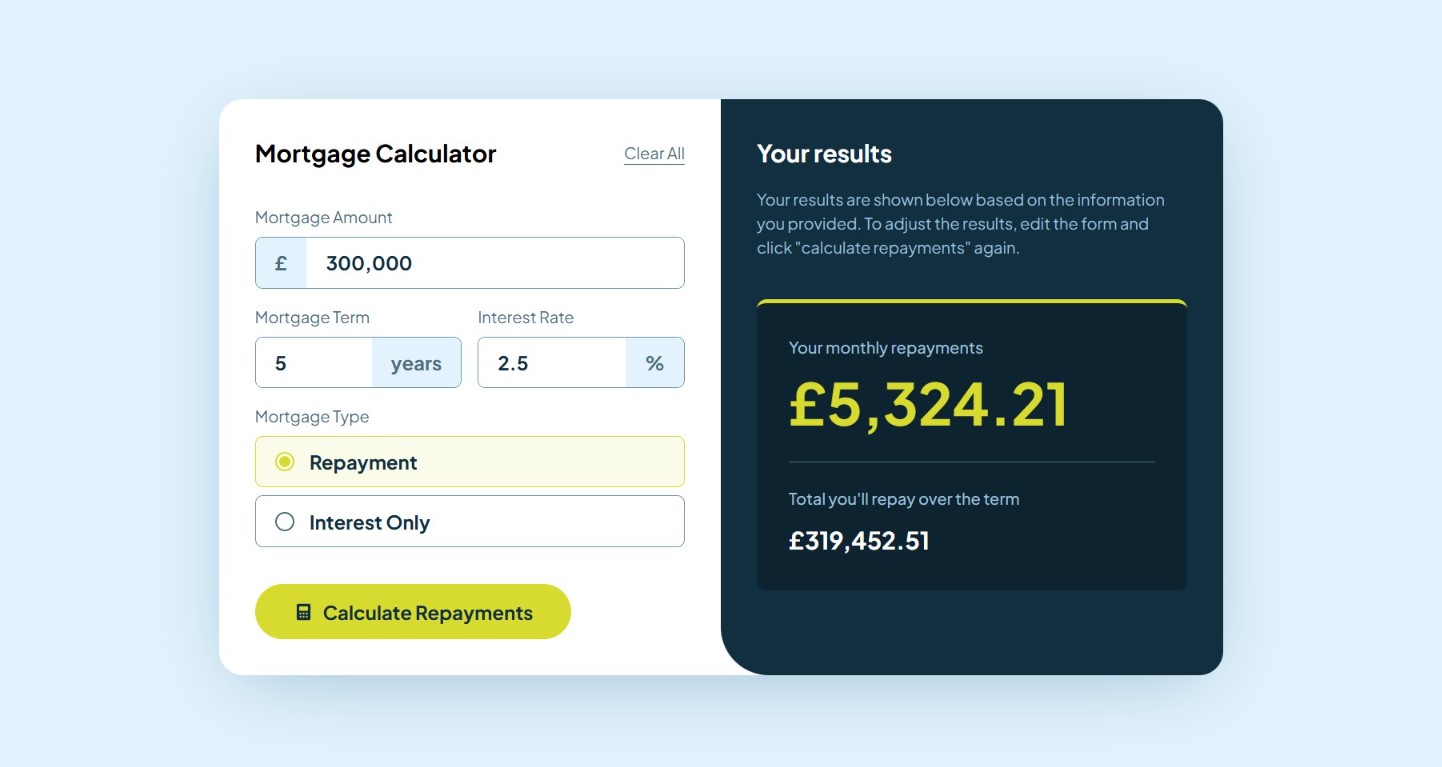 Mortgage Calculator
Clear All
Mortgage Amount
£ 300,000
Mortgage Term
5 years
Interest Rate
2.5 %
Mortgage Type
Repayment
Interest Only
Calculate Repayments
Your results
Your results are shown below based on the information
you provided. To adjust the results, edit the form and
click "calculate repayments" again.
Your monthly repayments
£5,324.21
Total you'll repay over the term
£319,452.51